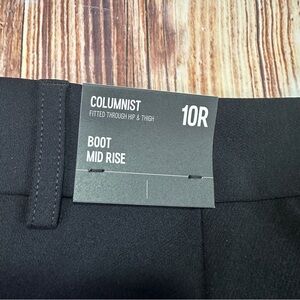 COLUMNIST 10R
FITTED THROUGH HIP & THIGH
BOOT
MID RISE